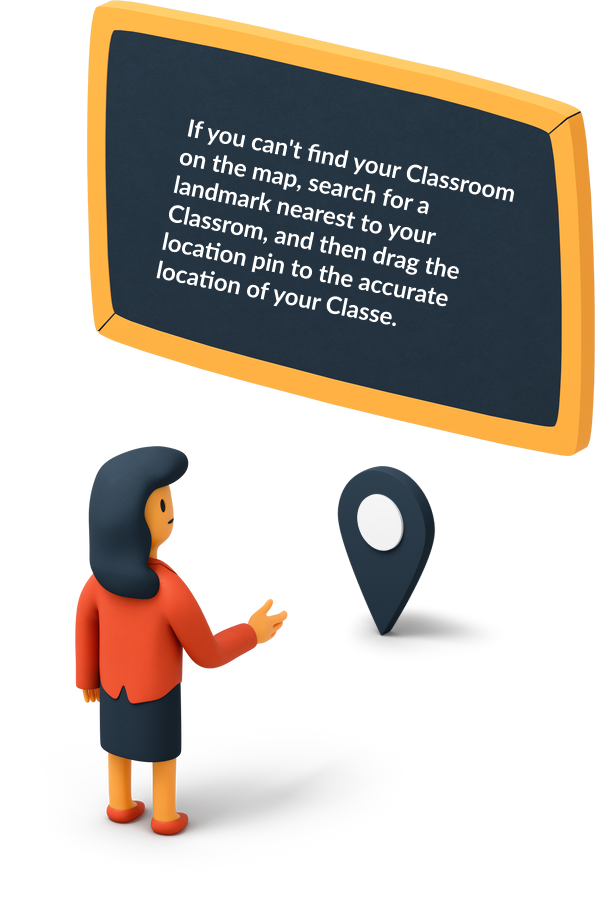 If you can't find your Classroom
on the map, search for a
landmark nearest to your
Classrom, and then drag the
location pin to the accurate
location of your Classe.